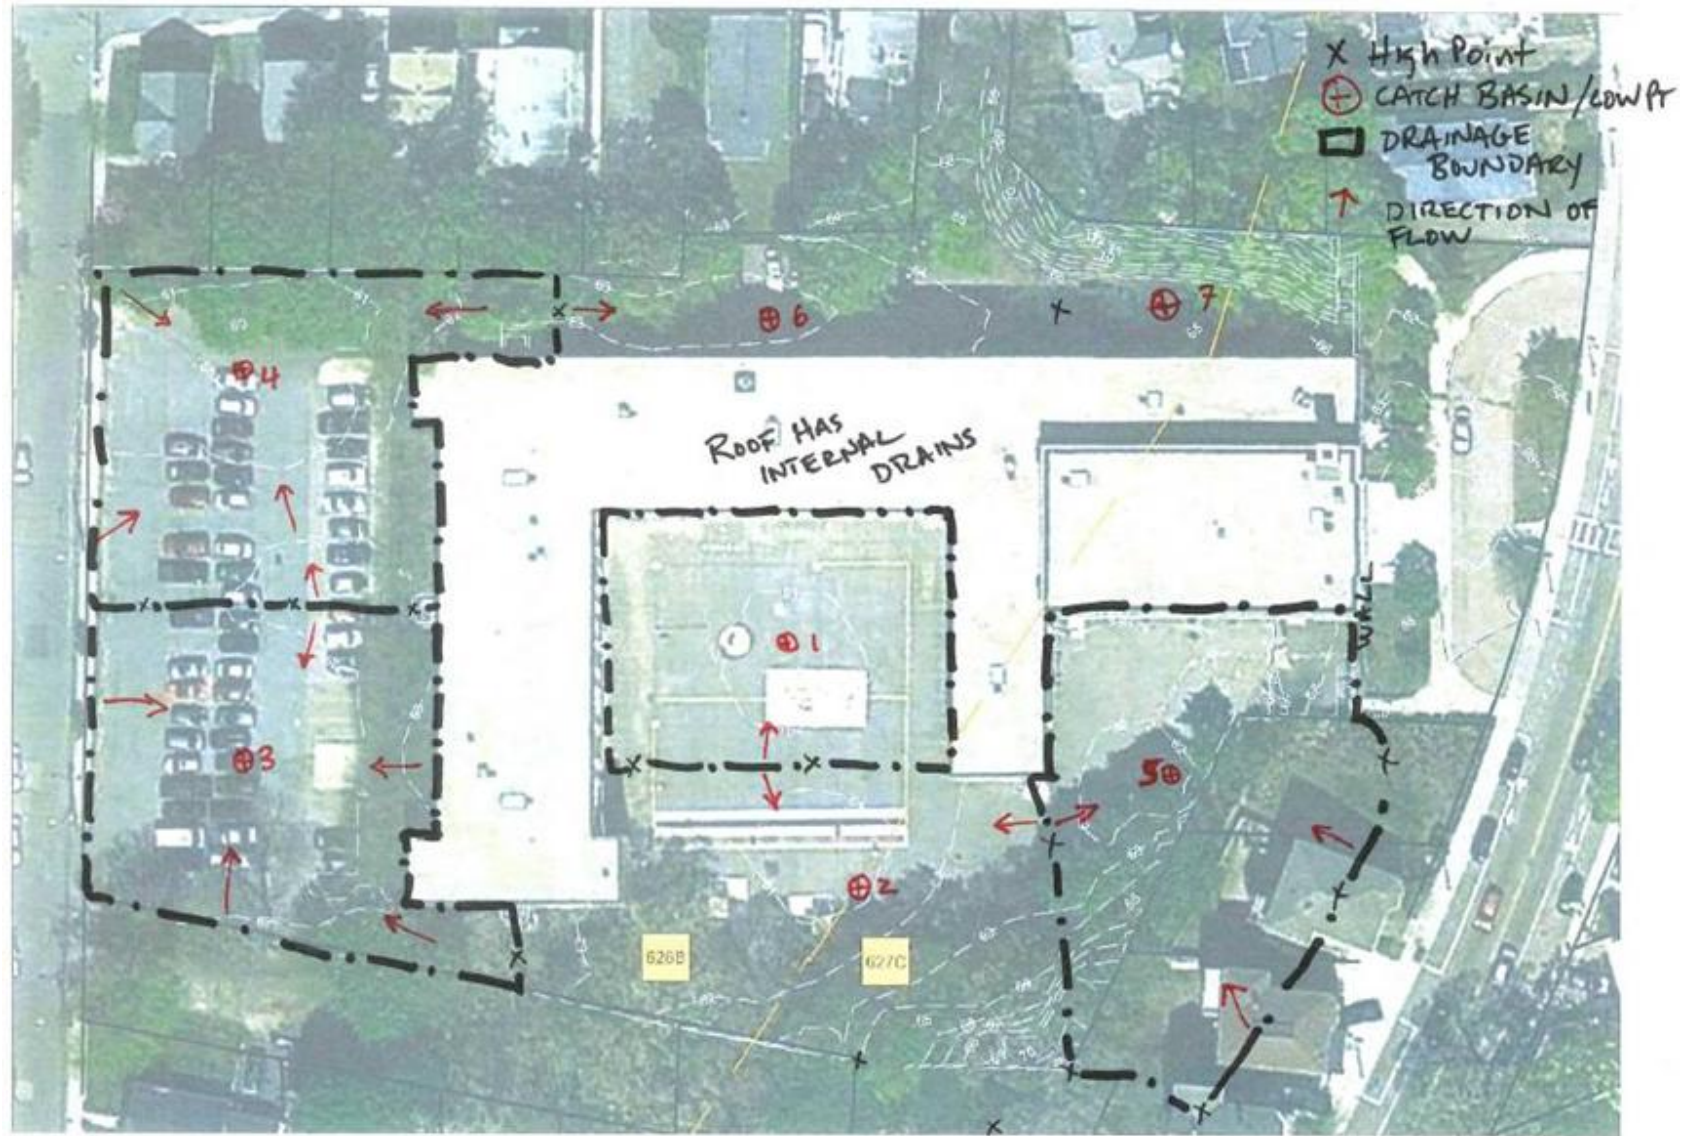 X High Point
CATCH BASIN/LOW PT
DRAINAGE
BOUNDARY
DIRECTION OF
FLOW
7
6
4
ROOF HAS
INTERNAL
DRAINS
WALL
1
3
5
2
626B
627C